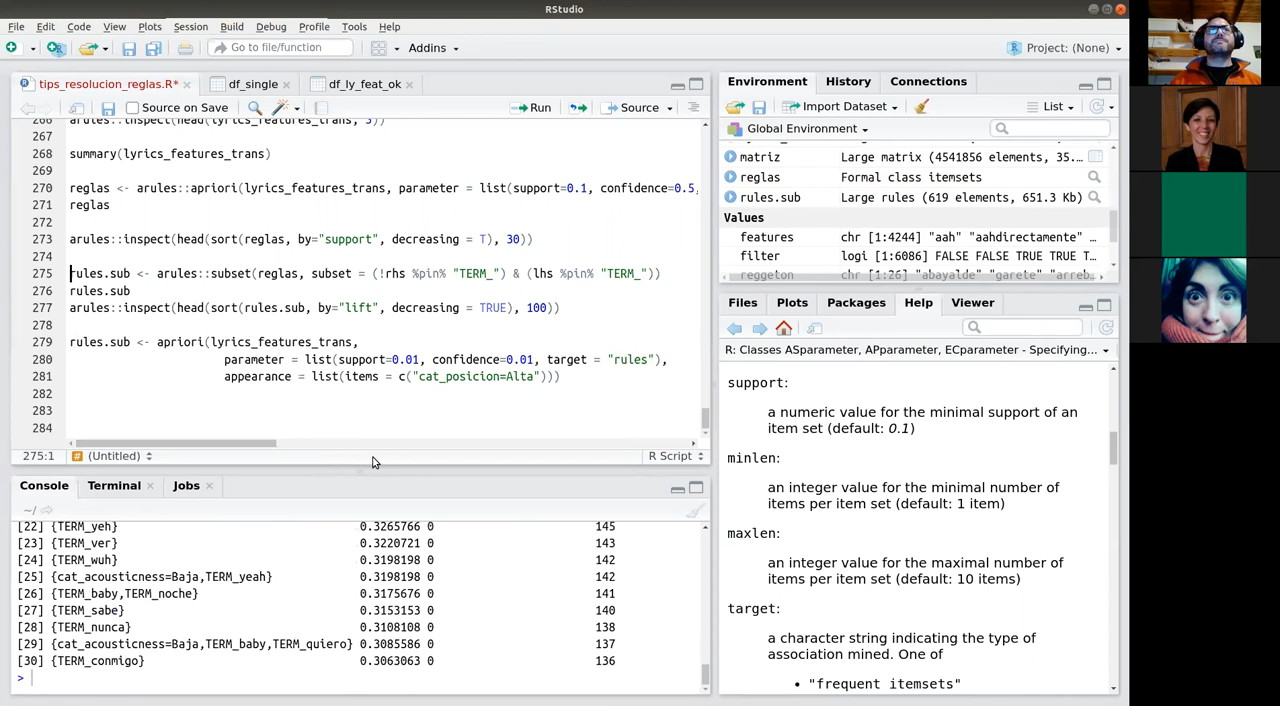 RStudio
File Edit Code View Plots Session Build Debug Profile Tools Help
Go to file/function
Addins
Project: (None)
tips_resolucion_reglas.R*
df_single
df_ly_feat_ok
Source on Save
Run
Source
266 arules::inspect(head(lyrics_features_trans, 3))
267
268 summary(lyrics_features_trans)
269
270 reglas <- arules::apriori(lyrics_features_trans, parameter = list(support=0.1, confidence=0.5,
271 reglas
272
273 arules::inspect(head(sort(reglas, by="support", decreasing = T), 30))
274
275 rules.sub <- arules::subset(reglas, subset = (!rhs %pin% "TERM_") & (lhs %pin% "TERM_"))
276 rules.sub
277 arules::inspect(head(sort(rules.sub, by="lift", decreasing = TRUE), 100))
278
279 rules.sub <- apriori(lyrics_features_trans,
280 parameter = list(support=0.01, confidence=0.01, target = "rules"),
281 appearance = list(items = c("cat_posicion=Alta")))
282
283
284
275:1 (Untitled) R Script
Console Terminal Jobs
~/
[22] {TERM_yeh} 0.3265766 0 145
[23] {TERM_ver} 0.3220721 0 143
[24] {TERM_wuh} 0.3198198 0 142
[25] {cat_acousticness=Baja,TERM_yeah} 0.3198198 0 142
[26] {TERM_baby,TERM_noche} 0.3175676 0 141
[27] {TERM_sabe} 0.3153153 0 140
[28] {TERM_nunca} 0.3108108 0 138
[29] {cat_acousticness=Baja,TERM_baby,TERM_quiero} 0.3085586 0 137
[30] {TERM_conmigo} 0.3063063 0 136
>
Environment History Connections
Import Dataset
List
Global Environment
matriz Large matrix (4541856 elements, 35.…
reglas Formal class itemsets
rules.sub Large rules (619 elements, 651.3 Kb)
Values
features chr [1:4244] "aah" "aahdirectamente" …
filter logi [1:6086] FALSE FALSE TRUE TRUE T…
reggeton chr [1:26] "abayalde" "garete" "arreb…
Files Plots Packages Help Viewer
R: Classes ASparameter, APparameter, ECparameter - Specifying…
support:
a numeric value for the minimal support of an
item set (default: 0.1)
minlen:
an integer value for the minimal number of
items per item set (default: 1 item)
maxlen:
an integer value for the maximal number of
items per item set (default: 10 items)
target:
a character string indicating the type of
association mined. One of
• "frequent itemsets"